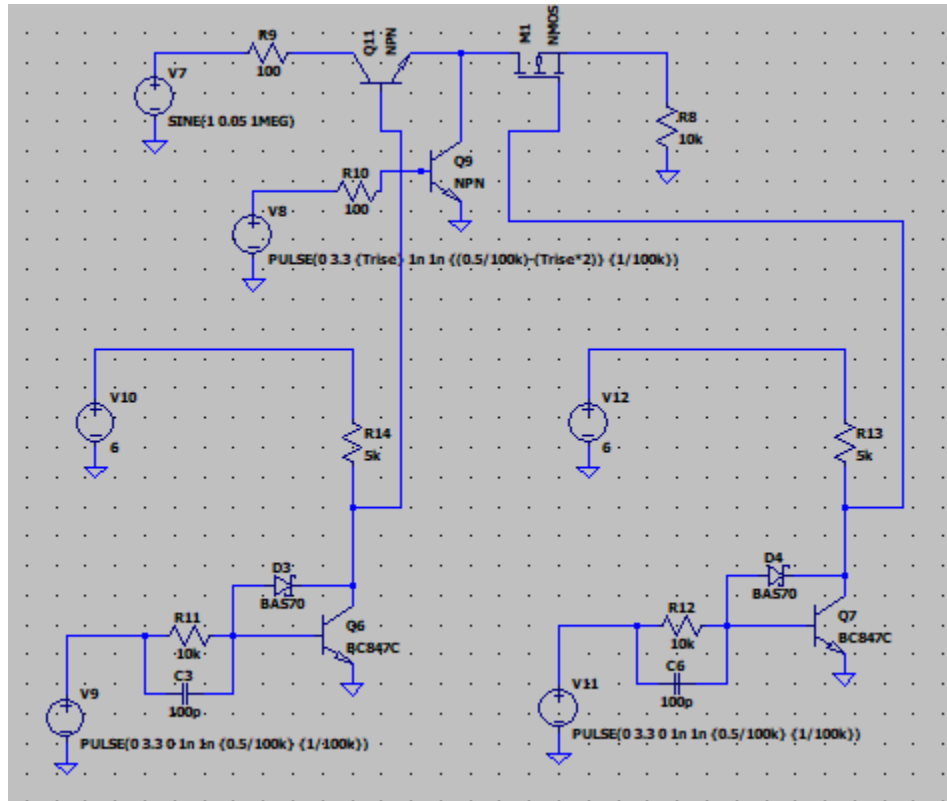 R9
100
V7
SINE(1 0.05 1MEG)
Q11
NPN
M1
NMOS
R8
10k
Q9
NPN
R10
100
V8
PULSE(0 3.3 {Trise} 1n 1n {(0.5/100k)-(Trise*2)} {1/100k})
V10
6
R14
5k
V12
6
R13
5k
D3
BAS70
R11
10k
C3
100p
Q6
BC847C
V9
PULSE(0 3.3 0 1n 1n {0.5/100k} {1/100k})
D4
BAS70
R12
10k
C6
100p
Q7
BC847C
V11
PULSE(0 3.3 0 1n 1n {0.5/100k} {1/100k})